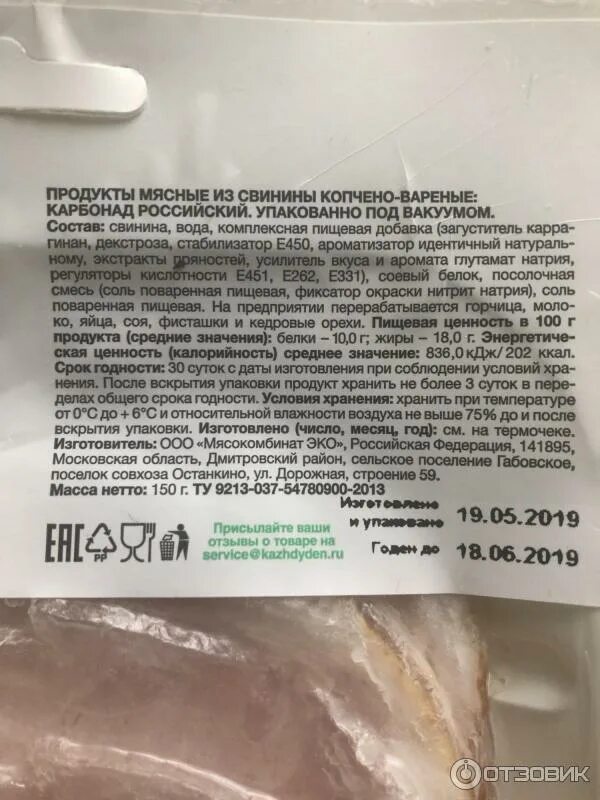 ПРОДУКТЫ МЯСНЫЕ ИЗ СВИНИНЫ КОПЧЕНО-ВАРЕНЫЕ:
КАРБОНАД РОССИЙСКИЙ. УПАКОВАННО ПОД ВАКУУМОМ.
Состав: свинина, вода, комплексная пищевая добавка (загуститель карра-
гинан, декстроза, стабилизатор Е450, ароматизатор идентичный натураль-
ному, экстракты пряностей, усилитель вкуса и аромата глутамат натрия,
регуляторы кислотности Е451, Е262, Е331), соевый белок, посолочная
смесь (соль поваренная пищевая, фиксатор окраски нитрит натрия), соль
поваренная пищевая. На предприятии перерабатывается горчица, моло-
ко, яйца, соя, фисташки и кедровые орехи. Пищевая ценность в 100 г
продукта (средние значения): белки – 10,0 г; жиры – 18,0 г. Энергетиче-
ская ценность (калорийность) среднее значение: 836,0 кДж/ 202 ккал.
Срок годности: 30 суток с даты изготовления при соблюдении условий хра-
нения. После вскрытия упаковки продукт хранить не более 3 суток в пере-
делах общего срока годности. Условия хранения: хранить при температуре
от 0°С до + 6°С и относительной влажности воздуха не выше 75% до и после
вскрытия упаковки. Изготовлено (число, месяц, год): см. на термочеке.
Изготовитель: ООО «Мясокомбинат ЭКО», Российская Федерация, 141895,
Московская область, Дмитровский район, сельское поселение Габовское,
поселок совхоза Останкино, ул. Дорожная, строение 59.
Масса нетто: 150 г. ТУ 9213-037-54780900-2013
Изготовлено
и упаковано 19.05.2019
Годен до 18.06.2019
ЕАС
PP
Присылайте ваши
отзывы о товаре на
service@kazhdyden.ru
ОТЗОВИК